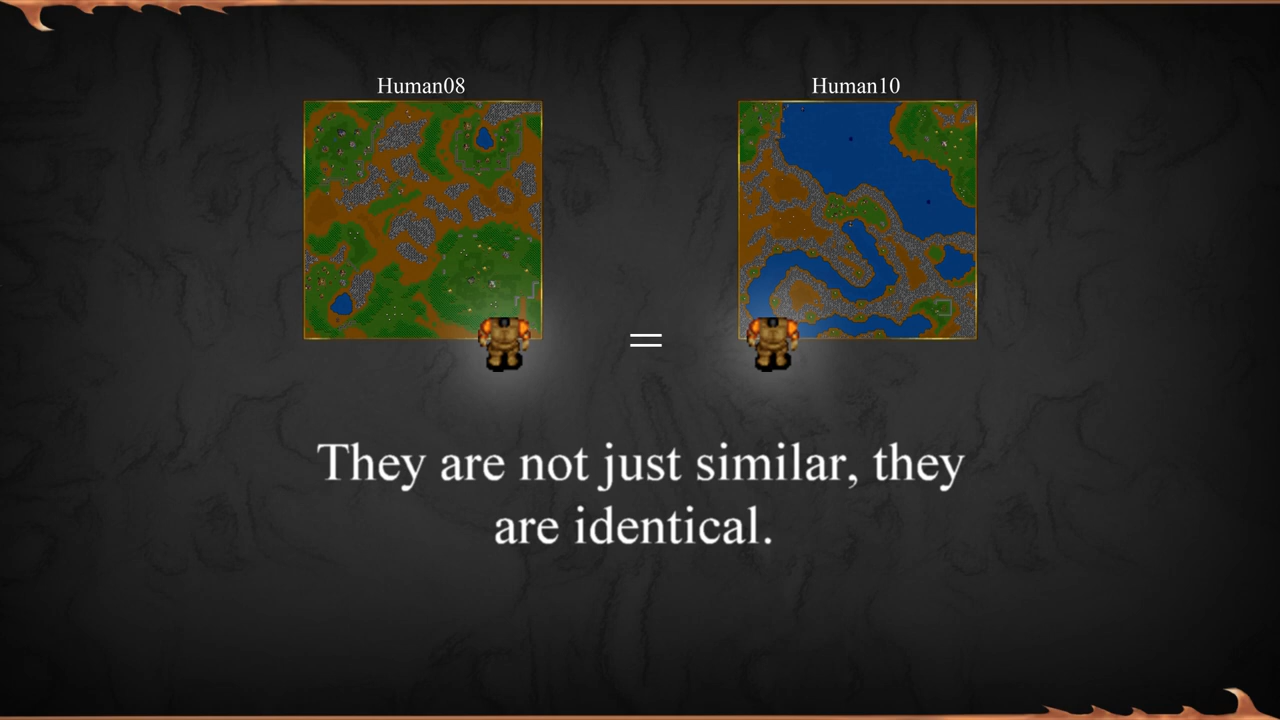 Human08
Human10
=
They are not just similar, they
are identical.